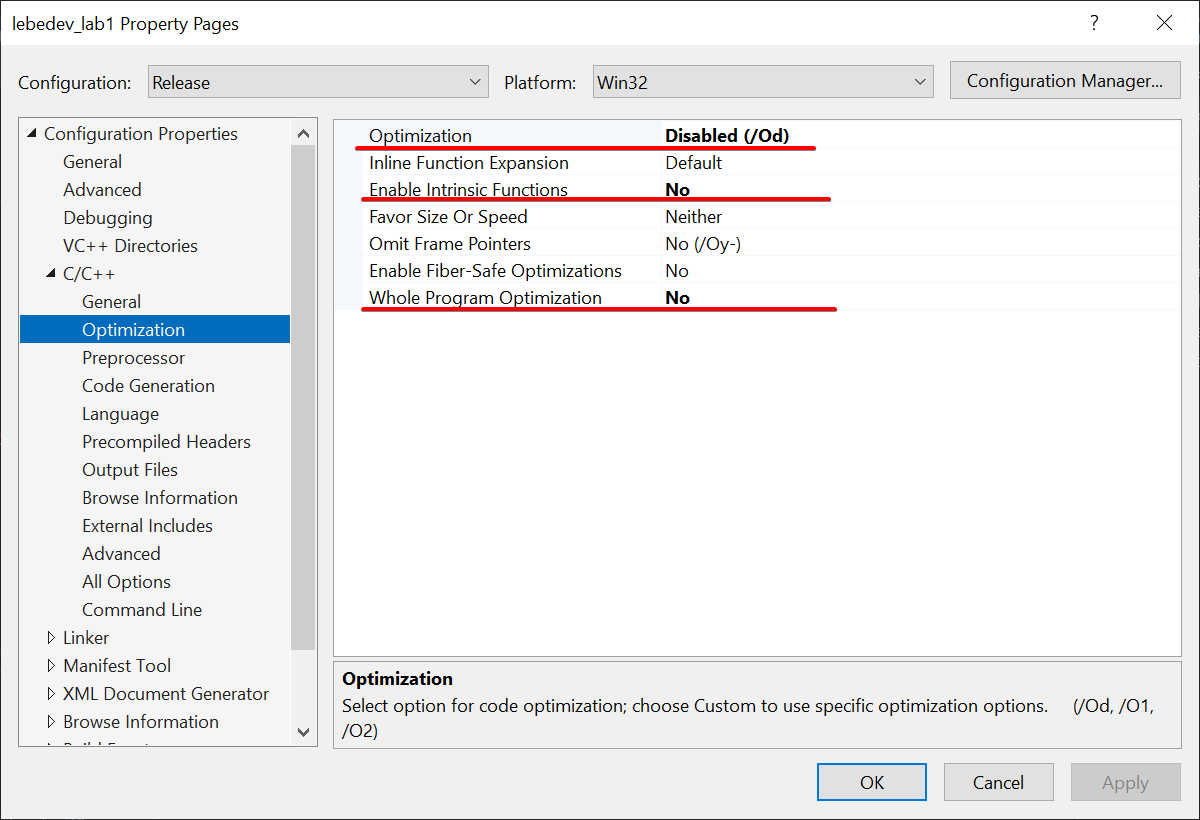 lebedev_lab1 Property Pages
?
Configuration: Release Platform: Win32 Configuration Manager...
Configuration Properties
General
Advanced
Debugging
VC++ Directories
C/C++
General
Optimization
Preprocessor
Code Generation
Language
Precompiled Headers
Output Files
Browse Information
External Includes
Advanced
All Options
Command Line
Linker
Manifest Tool
XML Document Generator
Browse Information
Optimization Disabled (/Od)
Inline Function Expansion Default
Enable Intrinsic Functions No
Favor Size Or Speed Neither
Omit Frame Pointers No (/Oy-)
Enable Fiber-Safe Optimizations No
Whole Program Optimization No
Optimization
Select option for code optimization; choose Custom to use specific optimization options. (/Od, /O1,
/O2)
OK Cancel Apply